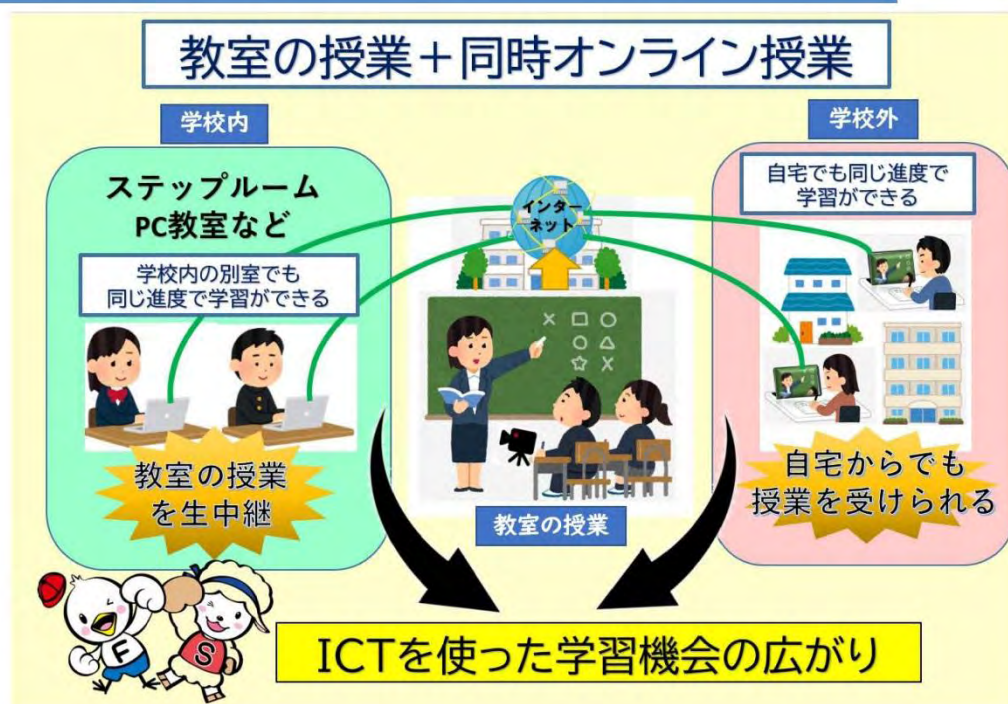 教室の授業＋同時オンライン授業
学校内
ステップルーム
PC教室など
学校内の別室でも
同じ進度で学習ができる
教室の授業
を生中継
インター
ネット
教室の授業
学校外
自宅でも同じ進度で
学習ができる
自宅からでも
授業を受けられる
F
S
ICTを使った学習機会の広がり